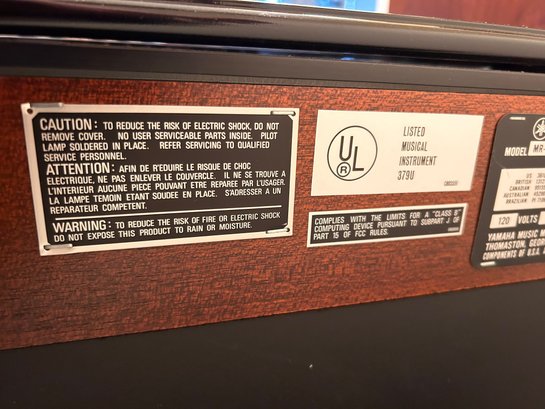 CAUTION: TO REDUCE THE RISK OF ELECTRIC SHOCK, DO NOT
REMOVE COVER. NO USER SERVICEABLE PARTS INSIDE. PILOT
LAMP SOLDERED IN PLACE. REFER SERVICING TO QUALIFIED
SERVICE PERSONNEL.
ATTENTION: AFIN DE R'EDUIRE LE RISQUE DE CHOC
ELECTRIQUE, NE PAS ENLEVER LE COUVERCLE. IL NE SE TROUVE A
L'INTERIEUR AUCUNE PIECE POUVANT ETRE REPAREE PAR L'USAGER.
LA LAMPE TEMOIN ETANT SOUDEE EN PLACE. S'ADRESSER A UN
REPARATEUR COMPETENT.
WARNING: TO REDUCE THE RISK OF FIRE OR ELECTRIC SHOCK
DO NOT EXPOSE THIS PRODUCT TO RAIN OR MOISTURE.
UL
R
LISTED
MUSICAL
INSTRUMENT
379U
COMPLIES WITH THE LIMITS FOR A "CLASS B"
COMPUTING DEVICE PURSUANT TO SUBPART J OF
PART 15 OF FCC RULES.
MODEL MR-
US
BRITISH
CANADIAN
AUSTRALIAN
BRAZILIAN
120 VOLTS
YAMAHA MUSIC M
THOMASTON, GEOR
COMPONENTS OF U.S.A.